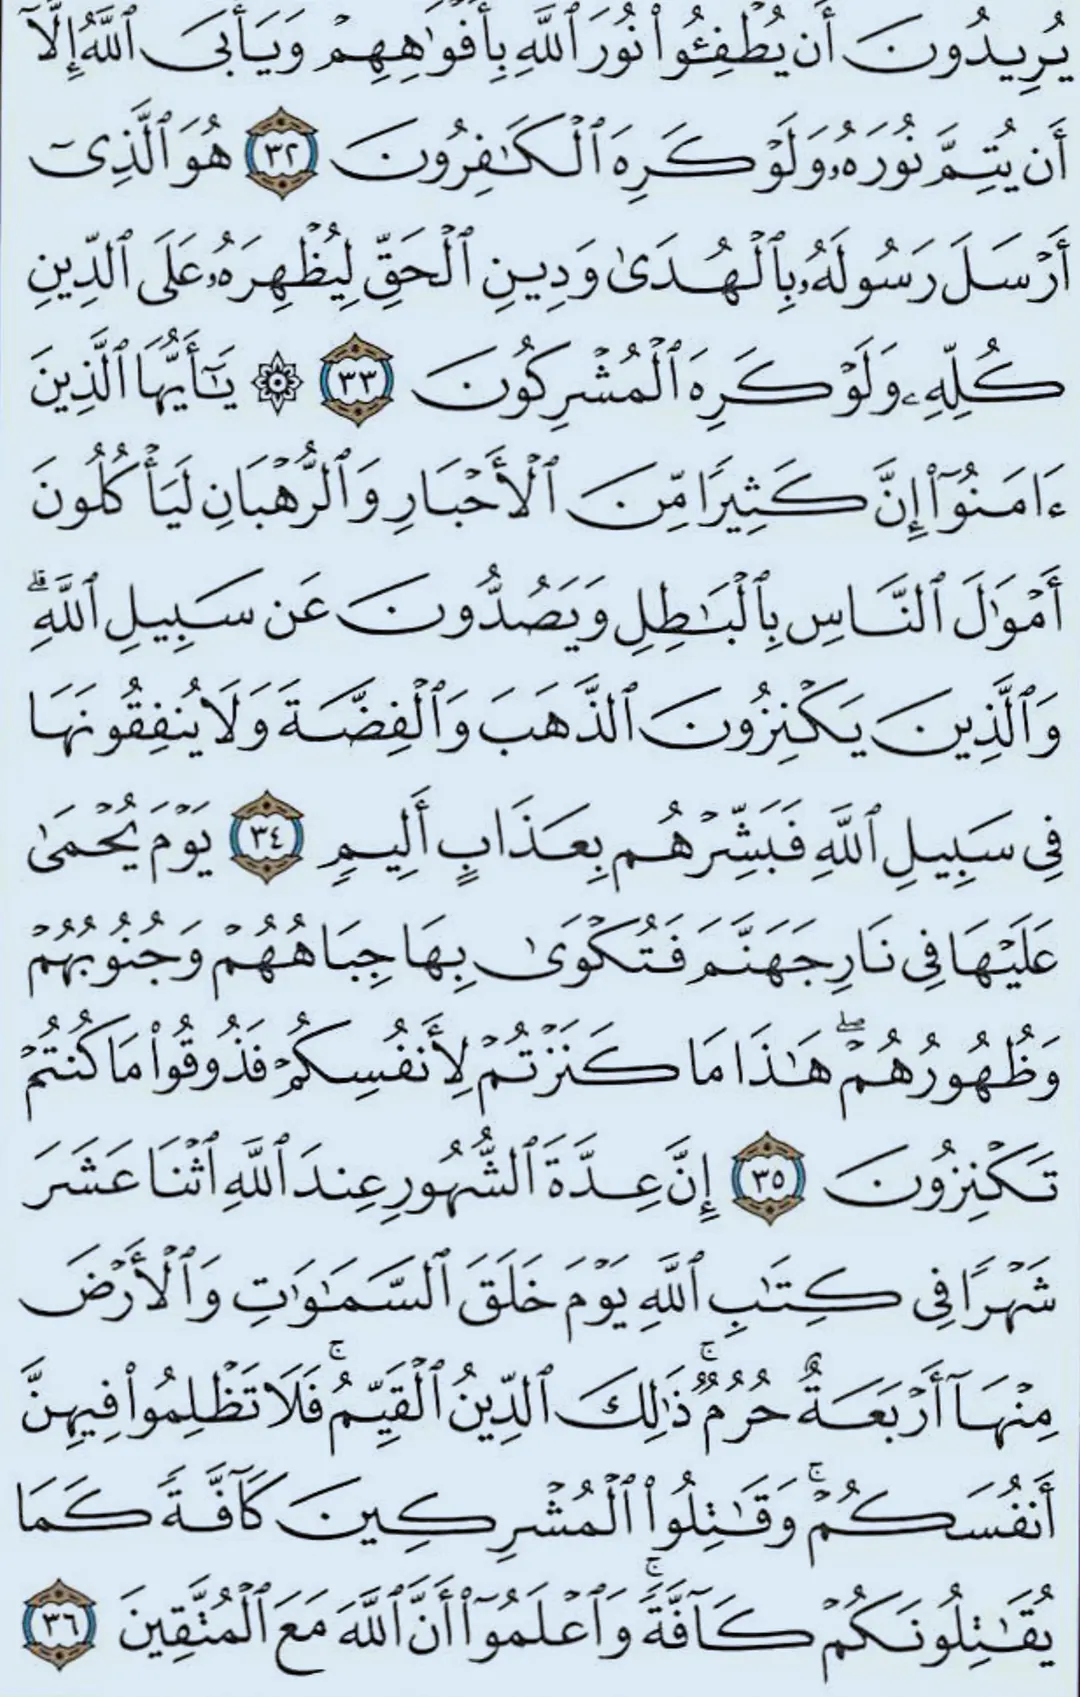 يُرِيدُونَ أَن يُطْفِـُٔوا۟ نُورَ ٱللَّهِ بِأَفْوَٰهِهِمْ وَيَأْبَى ٱللَّهُ إِلَّآ
أَن يُتِمَّ نُورَهُۥ وَلَوْ كَرِهَ ٱلْكَـٰفِرُونَ ٣٢ هُوَ ٱلَّذِىٓ
أَرْسَلَ رَسُولَهُۥ بِٱلْهُدَىٰ وَدِينِ ٱلْحَقِّ لِيُظْهِرَهُۥ عَلَى ٱلدِّينِ
كُلِّهِۦ وَلَوْ كَرِهَ ٱلْمُشْرِكُونَ ٣٣ ۞ يَـٰٓأَيُّهَا ٱلَّذِينَ
ءَامَنُوٓا۟ إِنَّ كَثِيرًا مِّنَ ٱلْأَحْبَارِ وَٱلرُّهْبَانِ لَيَأْكُلُونَ
أَمْوَٰلَ ٱلنَّاسِ بِٱلْبَـٰطِلِ وَيَصُدُّونَ عَن سَبِيلِ ٱللَّهِ ۗ
وَٱلَّذِينَ يَكْنِزُونَ ٱلذَّهَبَ وَٱلْفِضَّةَ وَلَا يُنفِقُونَهَا
فِى سَبِيلِ ٱللَّهِ فَبَشِّرْهُم بِعَذَابٍ أَلِيمٍ ٣٤ يَوْمَ يُحْمَىٰ
عَلَيْهَا فِى نَارِ جَهَنَّمَ فَتُكْوَىٰ بِهَا جِبَاهُهُمْ وَجُنُوبُهُمْ
وَظُهُورُهُمْ ۖ هَـٰذَا مَا كَنَزْتُمْ لِأَنفُسِكُمْ فَذُوقُوا۟ مَا كُنتُمْ
تَكْنِزُونَ ٣٥ إِنَّ عِدَّةَ ٱلشُّهُورِ عِندَ ٱللَّهِ ٱثْنَا عَشَرَ
شَهْرًا فِى كِتَـٰبِ ٱللَّهِ يَوْمَ خَلَقَ ٱلسَّمَـٰوَٰتِ وَٱلْأَرْضَ
مِنْهَآ أَرْبَعَةٌ حُرُمٌ ۚ ذَٰلِكَ ٱلدِّينُ ٱلْقَيِّمُ ۚ فَلَا تَظْلِمُوا۟ فِيهِنَّ
أَنفُسَكُمْ ۚ وَقَـٰتِلُوا۟ ٱلْمُشْرِكِينَ كَآفَّةً كَمَا
يُقَـٰتِلُونَكُمْ كَآفَّةً ۚ وَٱعْلَمُوٓا۟ أَنَّ ٱللَّهَ مَعَ ٱلْمُتَّقِينَ ٣٦